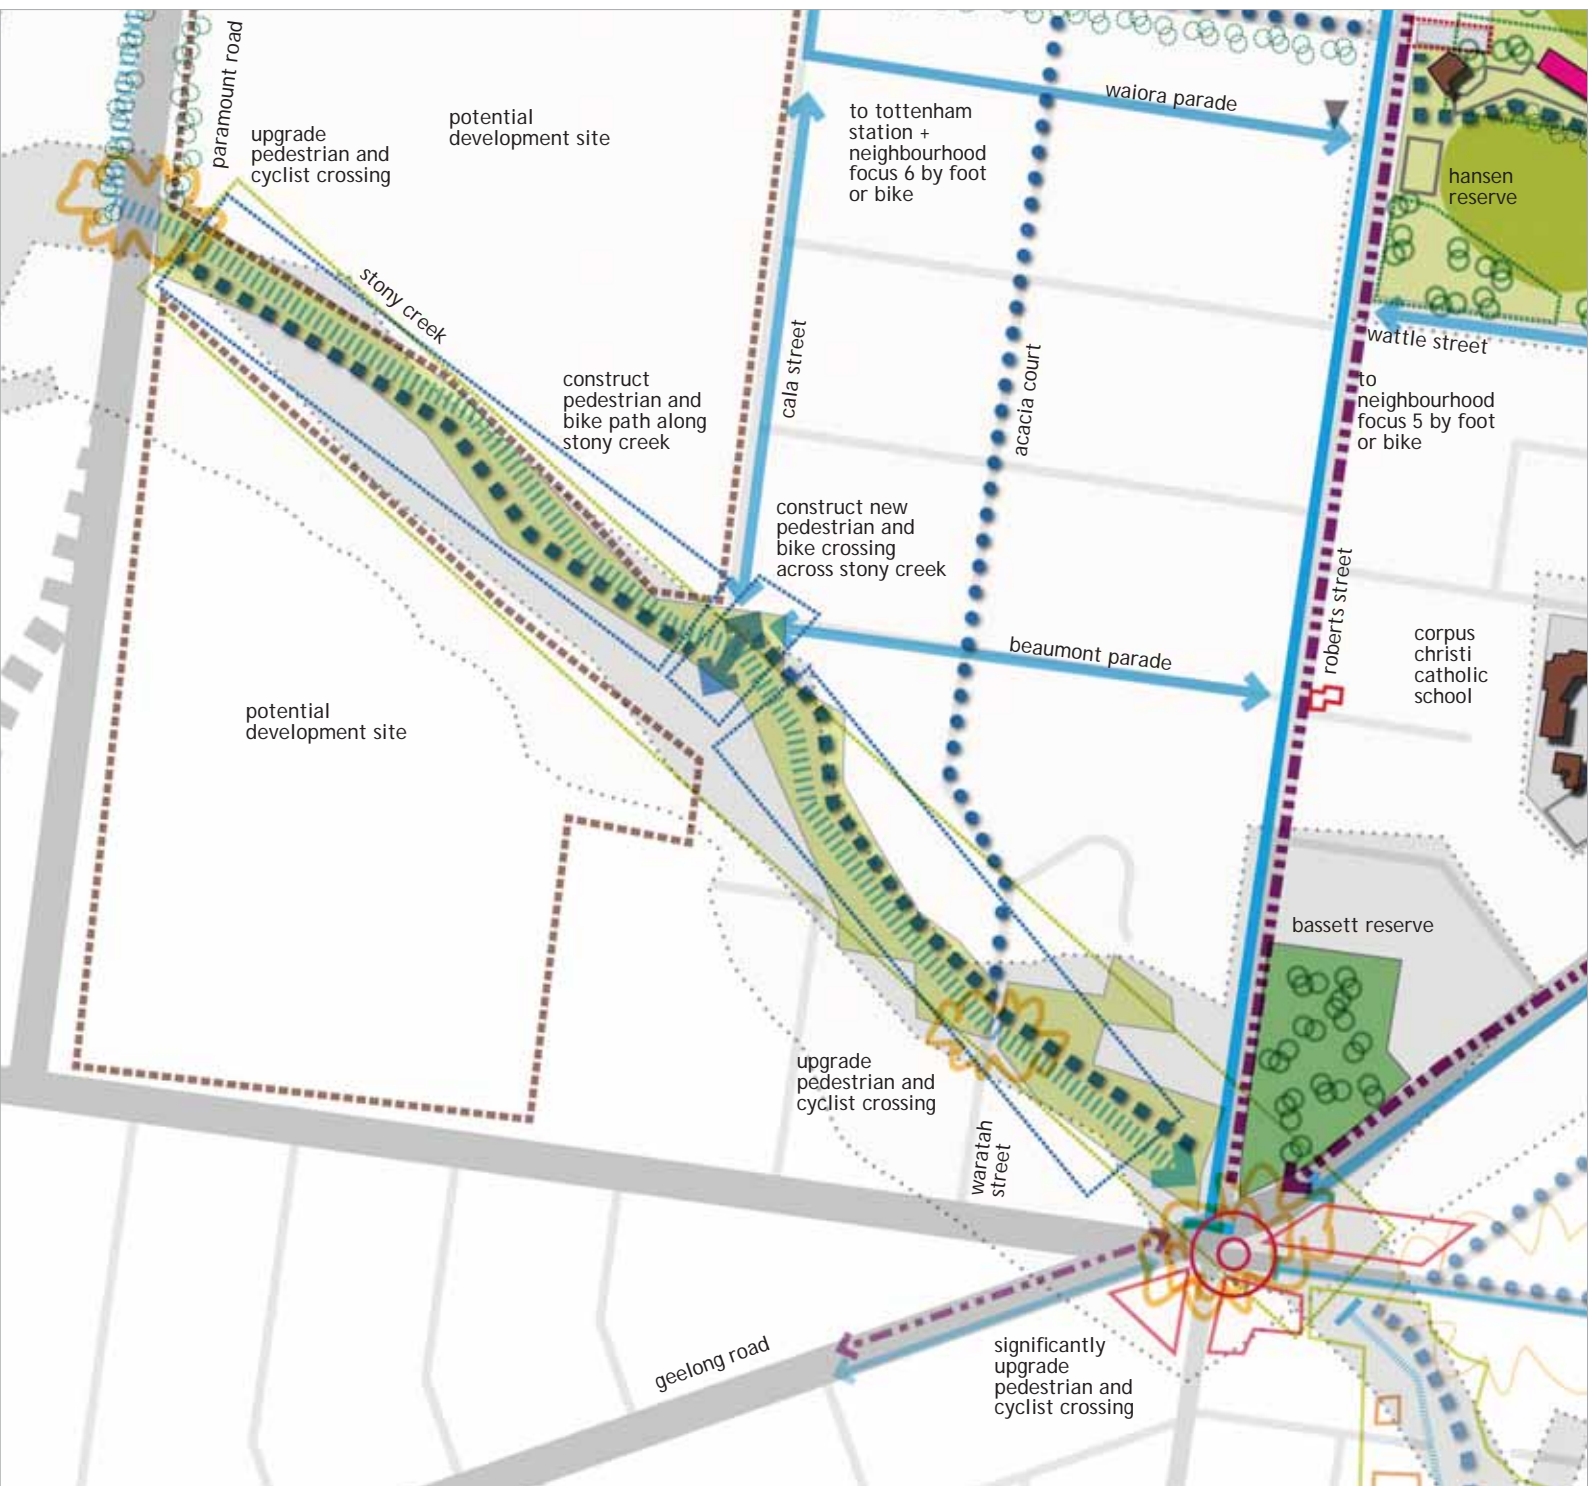 paramount road
upgrade
pedestrian and
cyclist crossing
potential
development site
to tottenham
station +
neighbourhood
focus 6 by foot
or bike
waiora parade
hansen
reserve
stony creek
construct
pedestrian and
bike path along
stony creek
cala street
acacia court
wattle street
to
neighbourhood
focus 5 by foot
or bike
construct new
pedestrian and
bike crossing
across stony creek
beaumont parade
roberts street
corpus
christi
catholic
school
potential
development site
bassett reserve
upgrade
pedestrian and
cyclist crossing
waratah
street
geelong road
significantly
upgrade
pedestrian and
cyclist crossing